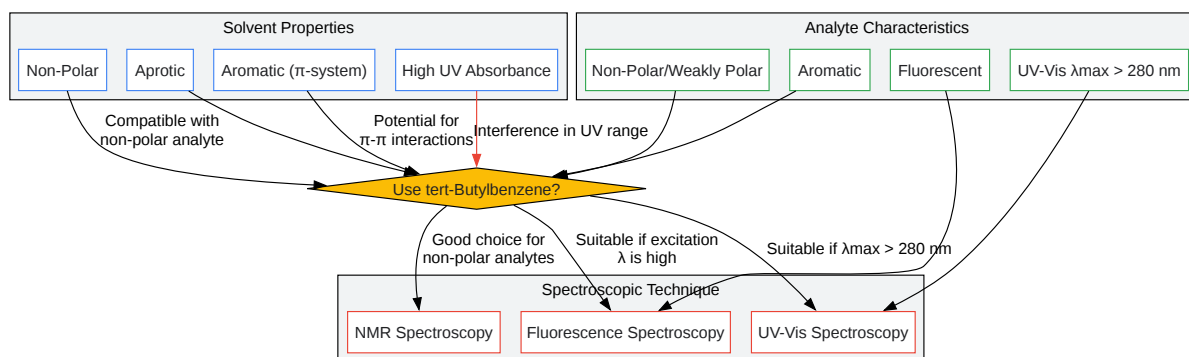 Solvent Properties
Analyte Characteristics
Non-Polar
Aprotic
Aromatic (π-system)
High UV Absorbance
Non-Polar/Weakly Polar
Aromatic
Fluorescent
UV-Vis λmax > 280 nm
Compatible with
non-polar analyte
Potential for
π-π interactions
Interference in UV range
Use tert-Butylbenzene?
Good choice for
non-polar analytes
Suitable if excitation
λ is high
Suitable if λmax > 280 nm
Spectroscopic Technique
NMR Spectroscopy
Fluorescence Spectroscopy
UV-Vis Spectroscopy